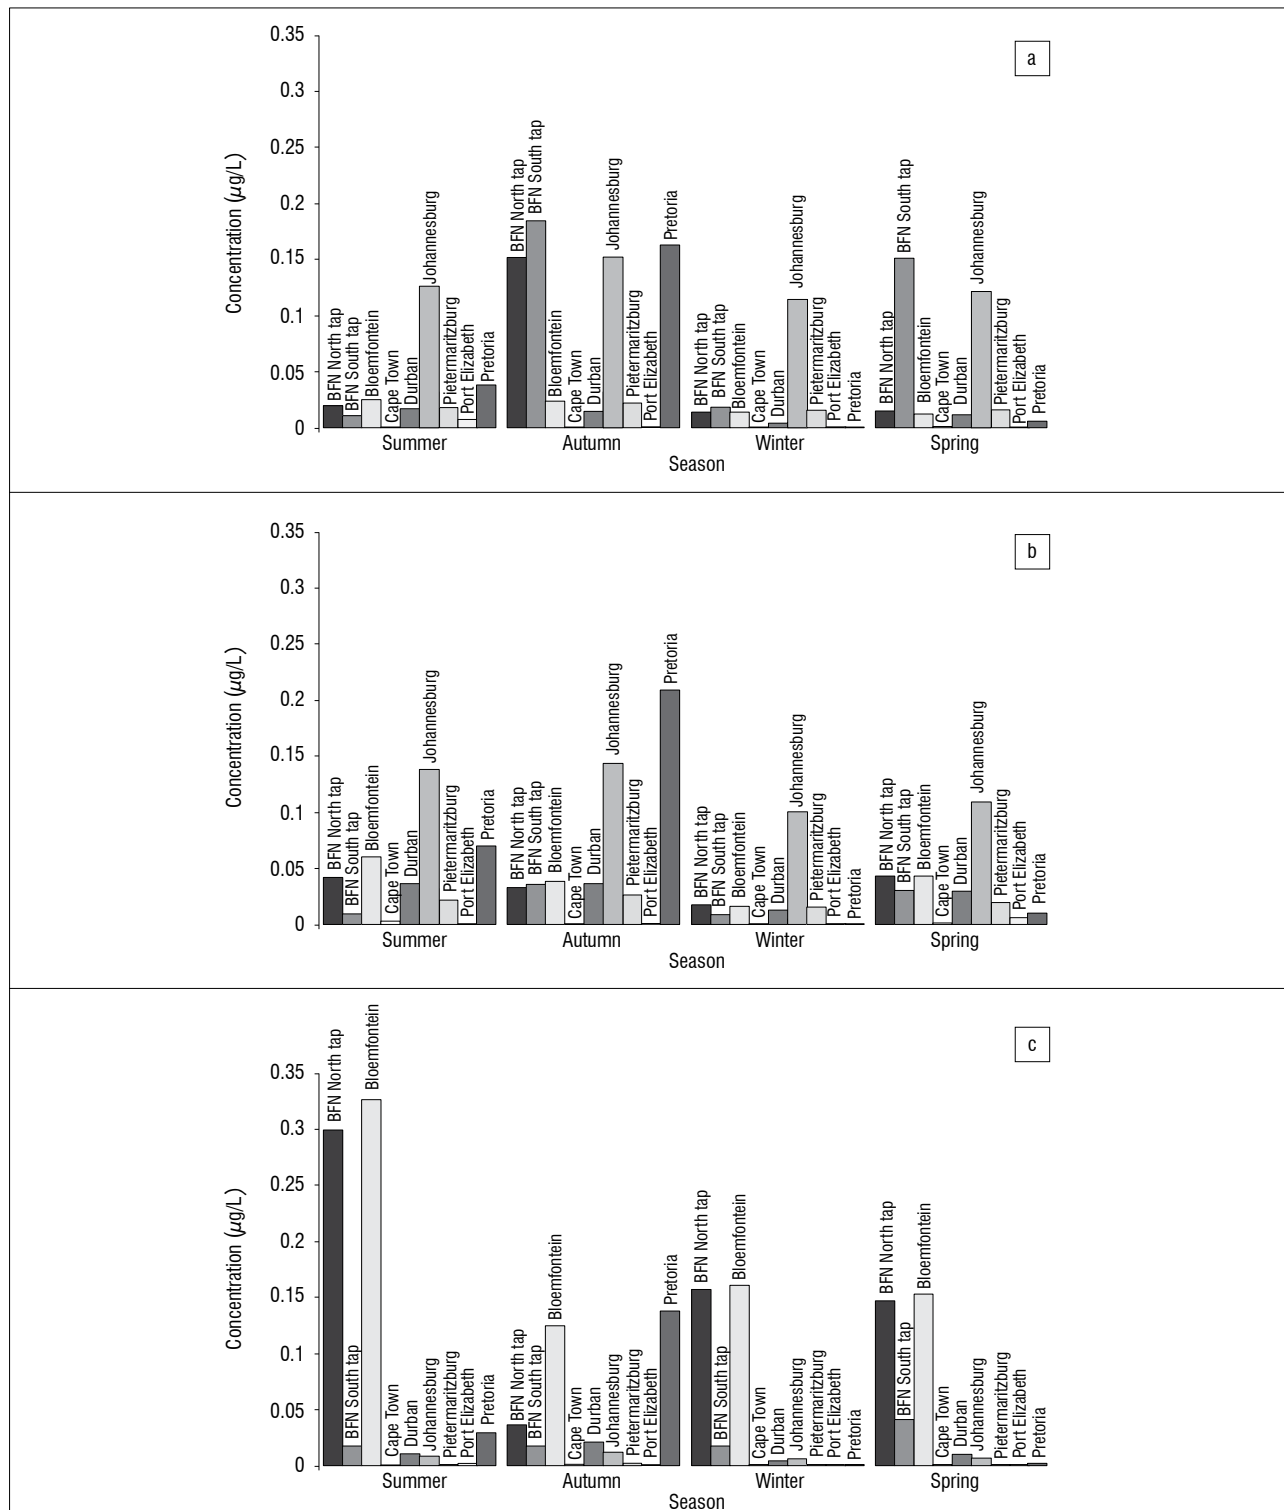 0.35
a
0.3
0.25
0.2
0.15
0.1
0.05
0
Concentration (µg/L)
BFN North tap
BFN South tap
Bloemfontein
Cape Town
Durban
Johannesburg
Pietermaritzburg
Port Elizabeth
Pretoria
BFN North tap
BFN South tap
Bloemfontein
Cape Town
Durban
Johannesburg
Pietermaritzburg
Port Elizabeth
Pretoria
BFN North tap
BFN South tap
Bloemfontein
Cape Town
Durban
Johannesburg
Pietermaritzburg
Port Elizabeth
Pretoria
BFN North tap
BFN South tap
Bloemfontein
Cape Town
Durban
Johannesburg
Pietermaritzburg
Port Elizabeth
Pretoria
Summer Autumn Winter Spring
Season
0.35
b
0.3
0.25
0.2
0.15
0.1
0.05
0
Concentration (µg/L)
BFN North tap
BFN South tap
Bloemfontein
Cape Town
Durban
Johannesburg
Pietermaritzburg
Port Elizabeth
Pretoria
BFN North tap
BFN South tap
Bloemfontein
Cape Town
Durban
Johannesburg
Pietermaritzburg
Port Elizabeth
Pretoria
BFN North tap
BFN South tap
Bloemfontein
Cape Town
Durban
Johannesburg
Pietermaritzburg
Port Elizabeth
Pretoria
BFN North tap
BFN South tap
Bloemfontein
Cape Town
Durban
Johannesburg
Pietermaritzburg
Port Elizabeth
Pretoria
Summer Autumn Winter Spring
Season
c
0.35
0.3
0.25
0.2
0.15
0.1
0.05
0
Concentration (µg/L)
BFN North tap
BFN South tap
Bloemfontein
Cape Town
Durban
Johannesburg
Pietermaritzburg
Port Elizabeth
Pretoria
BFN North tap
BFN South tap
Bloemfontein
Cape Town
Durban
Johannesburg
Pietermaritzburg
Port Elizabeth
Pretoria
BFN North tap
BFN South tap
Bloemfontein
Cape Town
Durban
Johannesburg
Pietermaritzburg
Port Elizabeth
Pretoria
BFN North tap
BFN South tap
Bloemfontein
Cape Town
Durban
Johannesburg
Pietermaritzburg
Port Elizabeth
Pretoria
Summer Autumn Winter Spring
Season